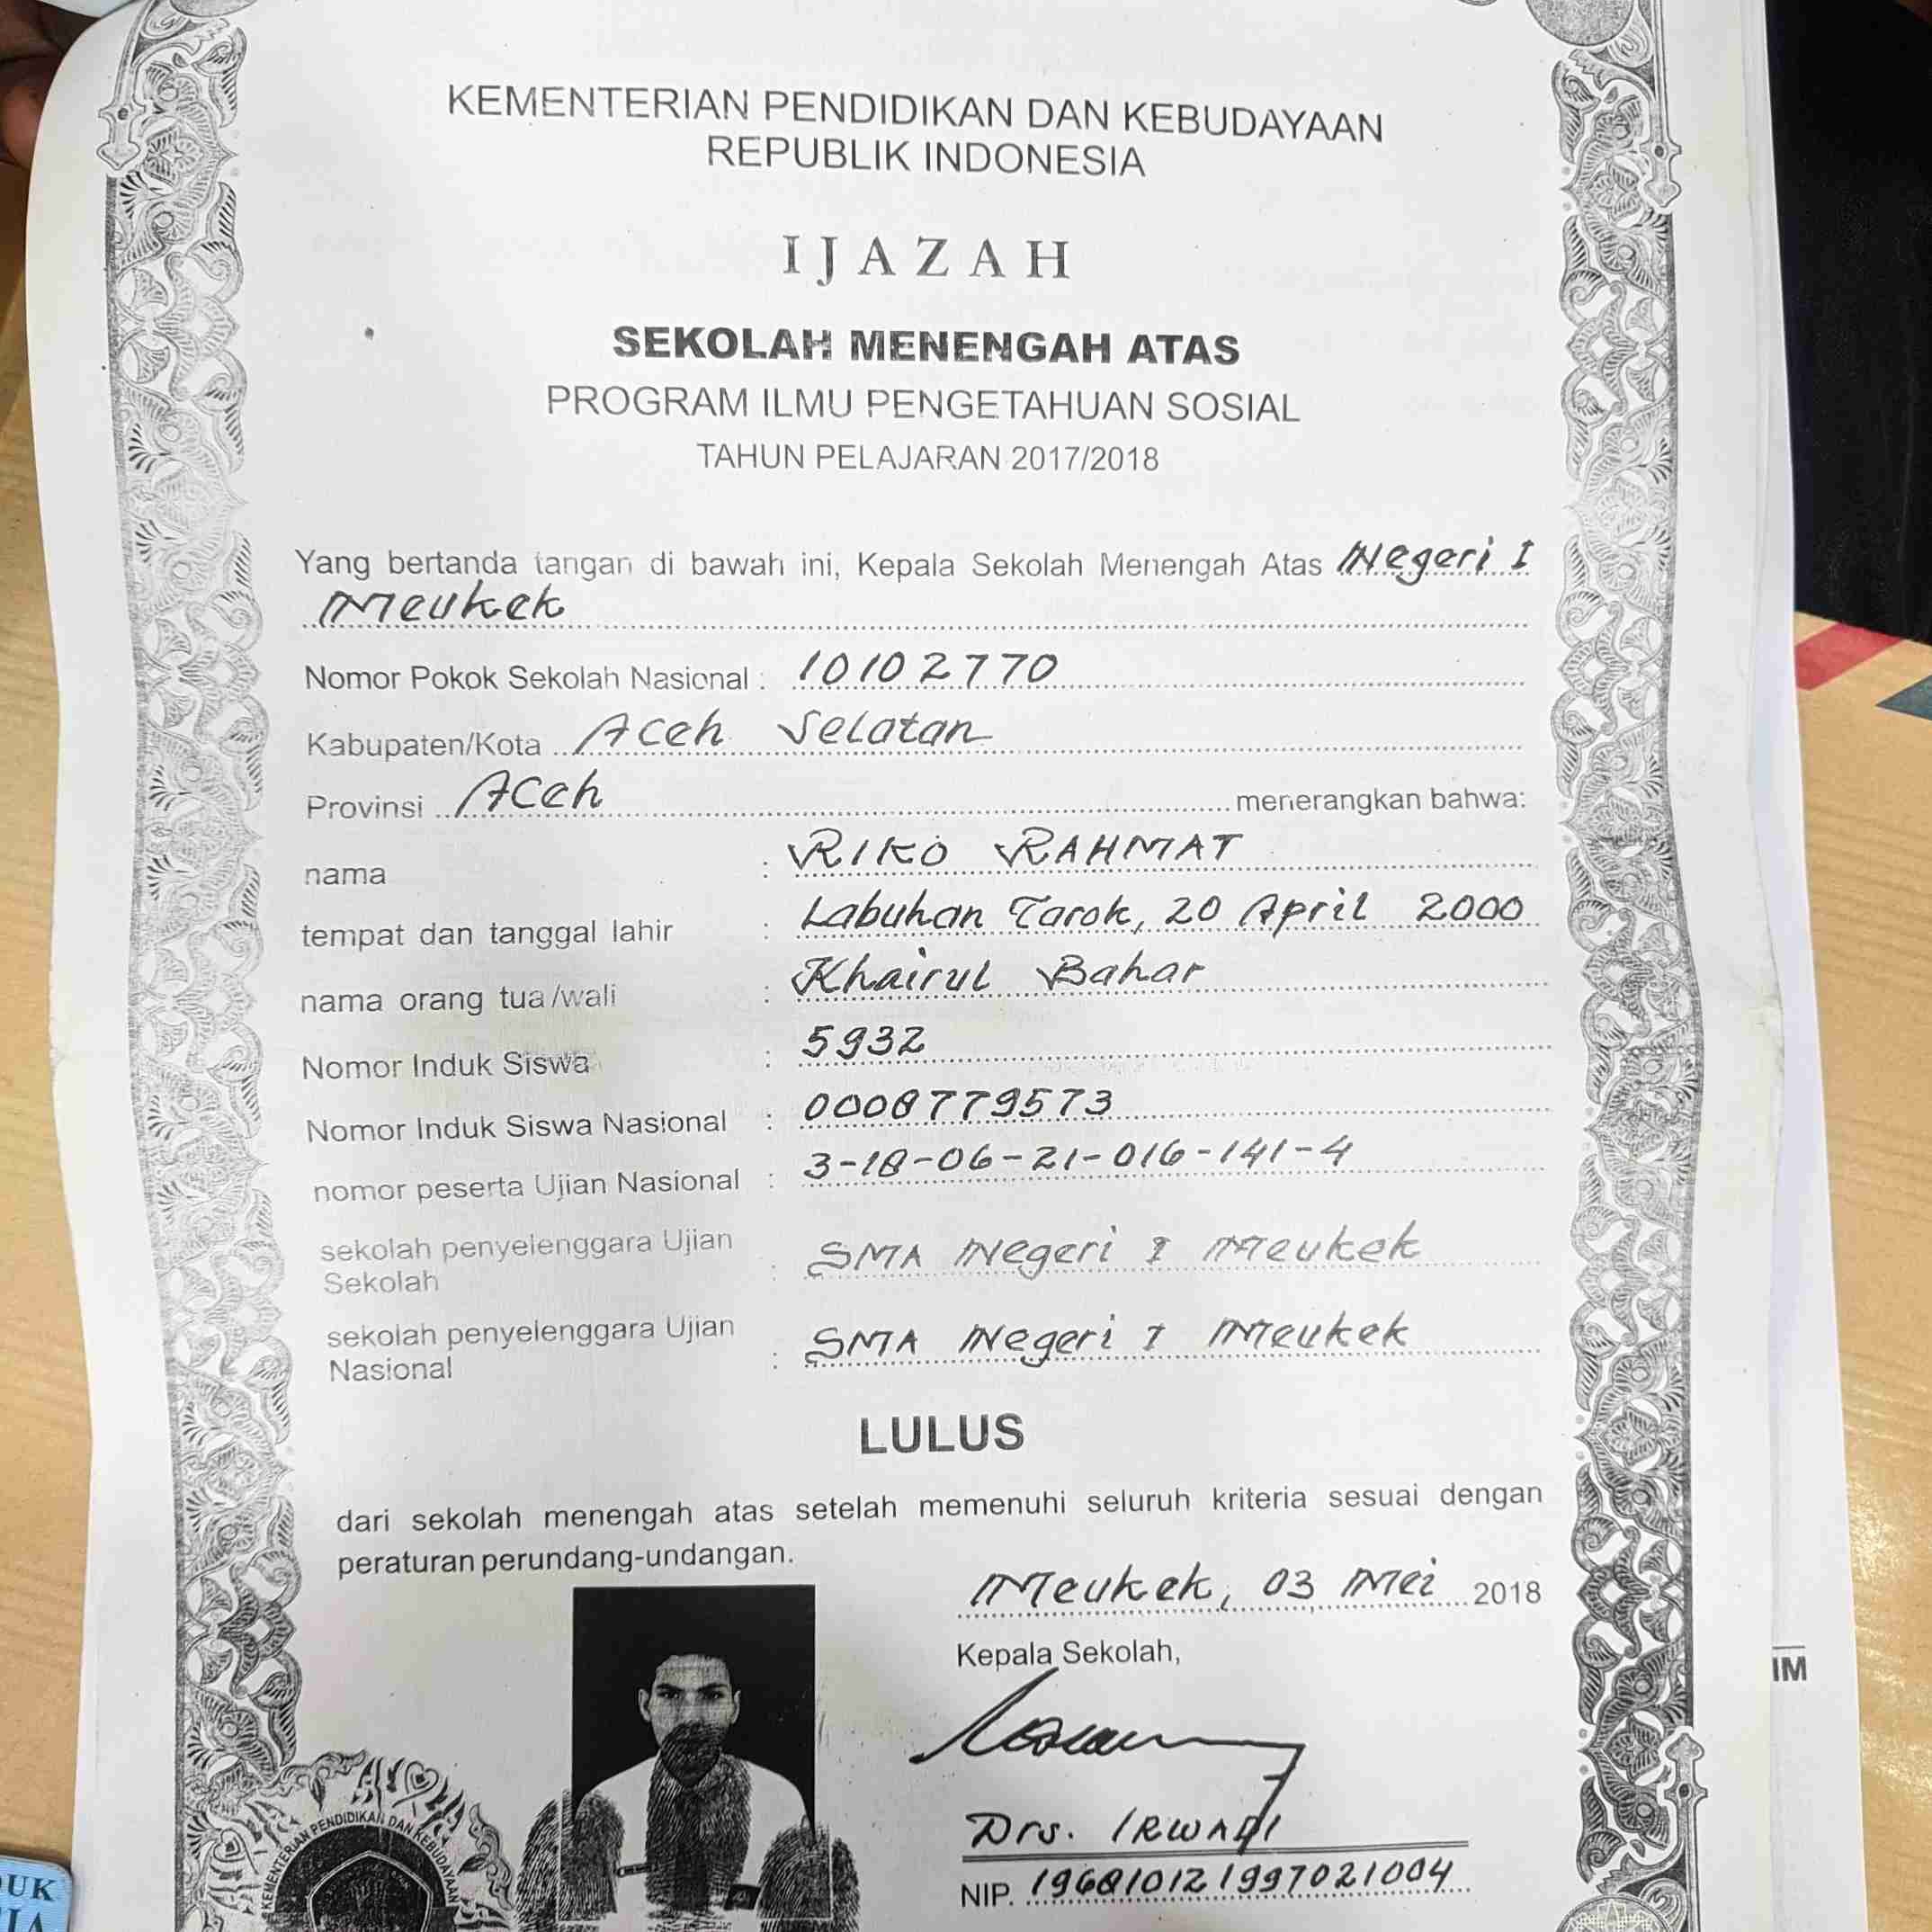 KEMENTERIAN PENDIDIKAN DAN KEBUDAYAAN
REPUBLIK INDONESIA
IJAZAH
SEKOLAH MENENGAH ATAS
PROGRAM ILMU PENGETAHUAN SOSIAL
TAHUN PELAJARAN 2017/2018
Yang bertanda tangan di bawah ini, Kepala Sekolah Menengah Atas Negeri 1
Meukek
Nomor Pokok Sekolah Nasional : 10102770
Kabupaten/Kota Aceh Selatan
Provinsi Aceh menerangkan bahwa:
nama : RIKO RAHMAT
tempat dan tanggal lahir : Labuhan Tarok, 20 April 2000
nama orang tua/wali : Khairul Bahar
Nomor Induk Siswa : 5932
Nomor Induk Siswa Nasional : 0008779573
nomor peserta Ujian Nasional : 3-18-06-21-016-141-4
sekolah penyelenggara Ujian
Sekolah : SMA Negeri 1 Meukek
sekolah penyelenggara Ujian
Nasional : SMA Negeri 1 Meukek
LULUS
dari sekolah menengah atas setelah memenuhi seluruh kriteria sesuai dengan
peraturan perundang-undangan.
Meukek, 03 Mei 2018
Kepala Sekolah,
Drs. IRWADI
NIP. 196810121997021004
KEMENTERIAN PENDIDIKAN DAN KEBUDAYAAN
IM
DUK